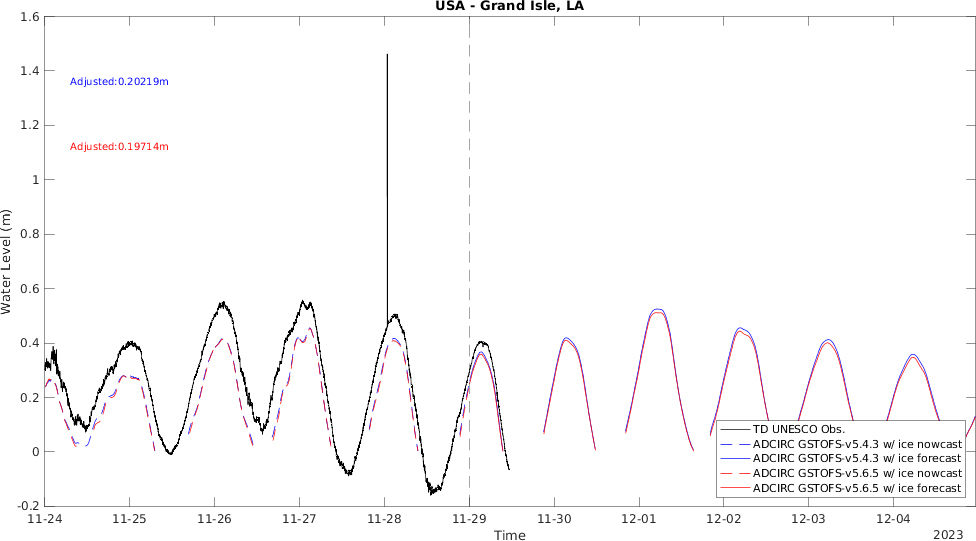 USA - Grand Isle, LA
1.6
1.4
1.2
1
0.8
0.6
0.4
0.2
0
-0.2
Water Level (m)
Adjusted:0.20219m
Adjusted:0.19714m
TD UNESCO Obs.
ADCIRC GSTOFS-v5.4.3 w/ ice nowcast
ADCIRC GSTOFS-v5.4.3 w/ ice forecast
ADCIRC GSTOFS-v5.6.5 w/ ice nowcast
ADCIRC GSTOFS-v5.6.5 w/ ice forecast
11-24 11-25 11-26 11-27 11-28 11-29 11-30 12-01 12-02 12-03 12-04
Time
2023